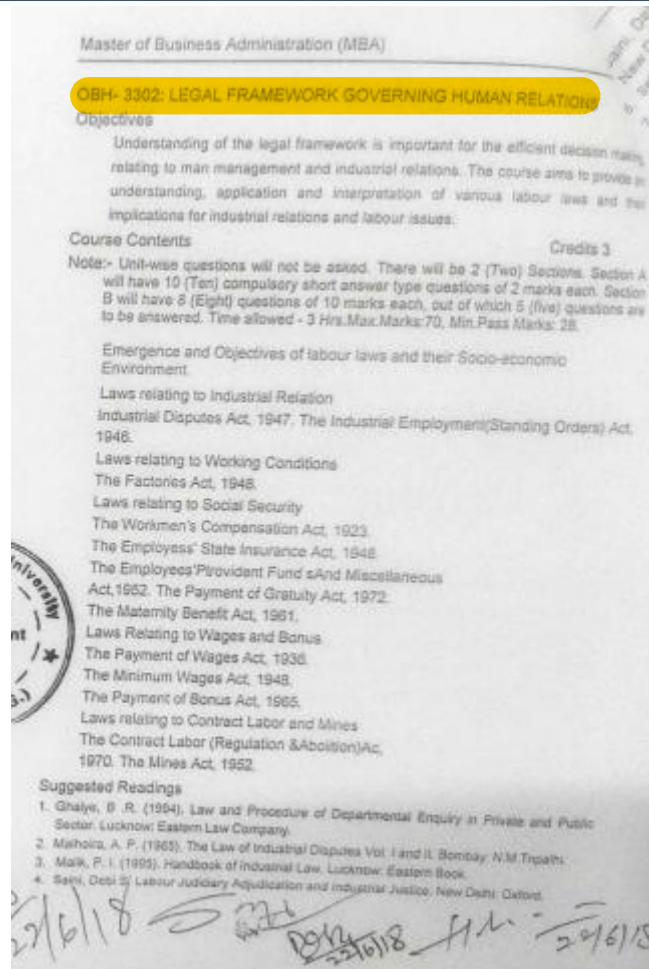 Master of Business Administration (MBA)
OBH- 3302: LEGAL FRAMEWORK GOVERNING HUMAN RELATIONS
Objectives
Understanding of the legal framework is important for the efficient decision making,
relating to man management and industrial relations. The course aims to provide
understanding, application and interpretation of various labour laws and their
implications for industrial relations and labour issues.
Course Contents
Credits 3
Note:- Unit-wise questions will not be asked. There will be 2 (Two) Sections. Section A
will have 10 (Ten) compulsory short answer type questions of 2 marks each. Section
B will have 8 (Eight) questions of 10 marks each, out of which 5 (five) questions are
to be answered. Time allowed - 3 Hrs.Max.Marks:70, Min.Pass Marks: 28.
Emergence and Objectives of labour laws and their Socio-economic
Environment.
Laws relating to Industrial Relation
Industrial Disputes Act, 1947. The Industrial Employment(Standing Orders) Act,
1946.
Laws relating to Working Conditions
The Factories Act, 1948.
Laws relating to Social Security
The Workmen's Compensation Act, 1923.
The Employess' State Insurance Act, 1948.
The Employees'Ptrovident Fund sAnd Miscellaneous
Act,1952. The Payment of Gratuity Act, 1972.
The Maternity Benefit Act, 1961.
Laws Relating to Wages and Bonus
The Payment of Wages Act, 1936.
The Minimum Wages Act, 1948.
The Payment of Bonus Act, 1965.
Laws relating to Contract Labor and Mines
The Contract Labor (Regulation &Abolition)Ac,
1970. The Mines Act, 1952.
Suggested Readings
1. Ghaiye, B .R. (1994). Law and Procedure of Departmental Enquiry in Private and Public
Sector. Lucknow: Eastern Law Company.
2. Malhotra, A. P. (1965). The Law of Industrial Disputes Vol. I and II. Bombay: N.M.Tripathi.
3. Malik, P. I. (1995). Handbook of Industrial Law. Lucknow: Eastern Book.
4. Saini, Debi S. Labour Judiciary Adjudication and Industrial Justice. New Delhi: Oxford.
22/6/18
22/6/18
22/6/18